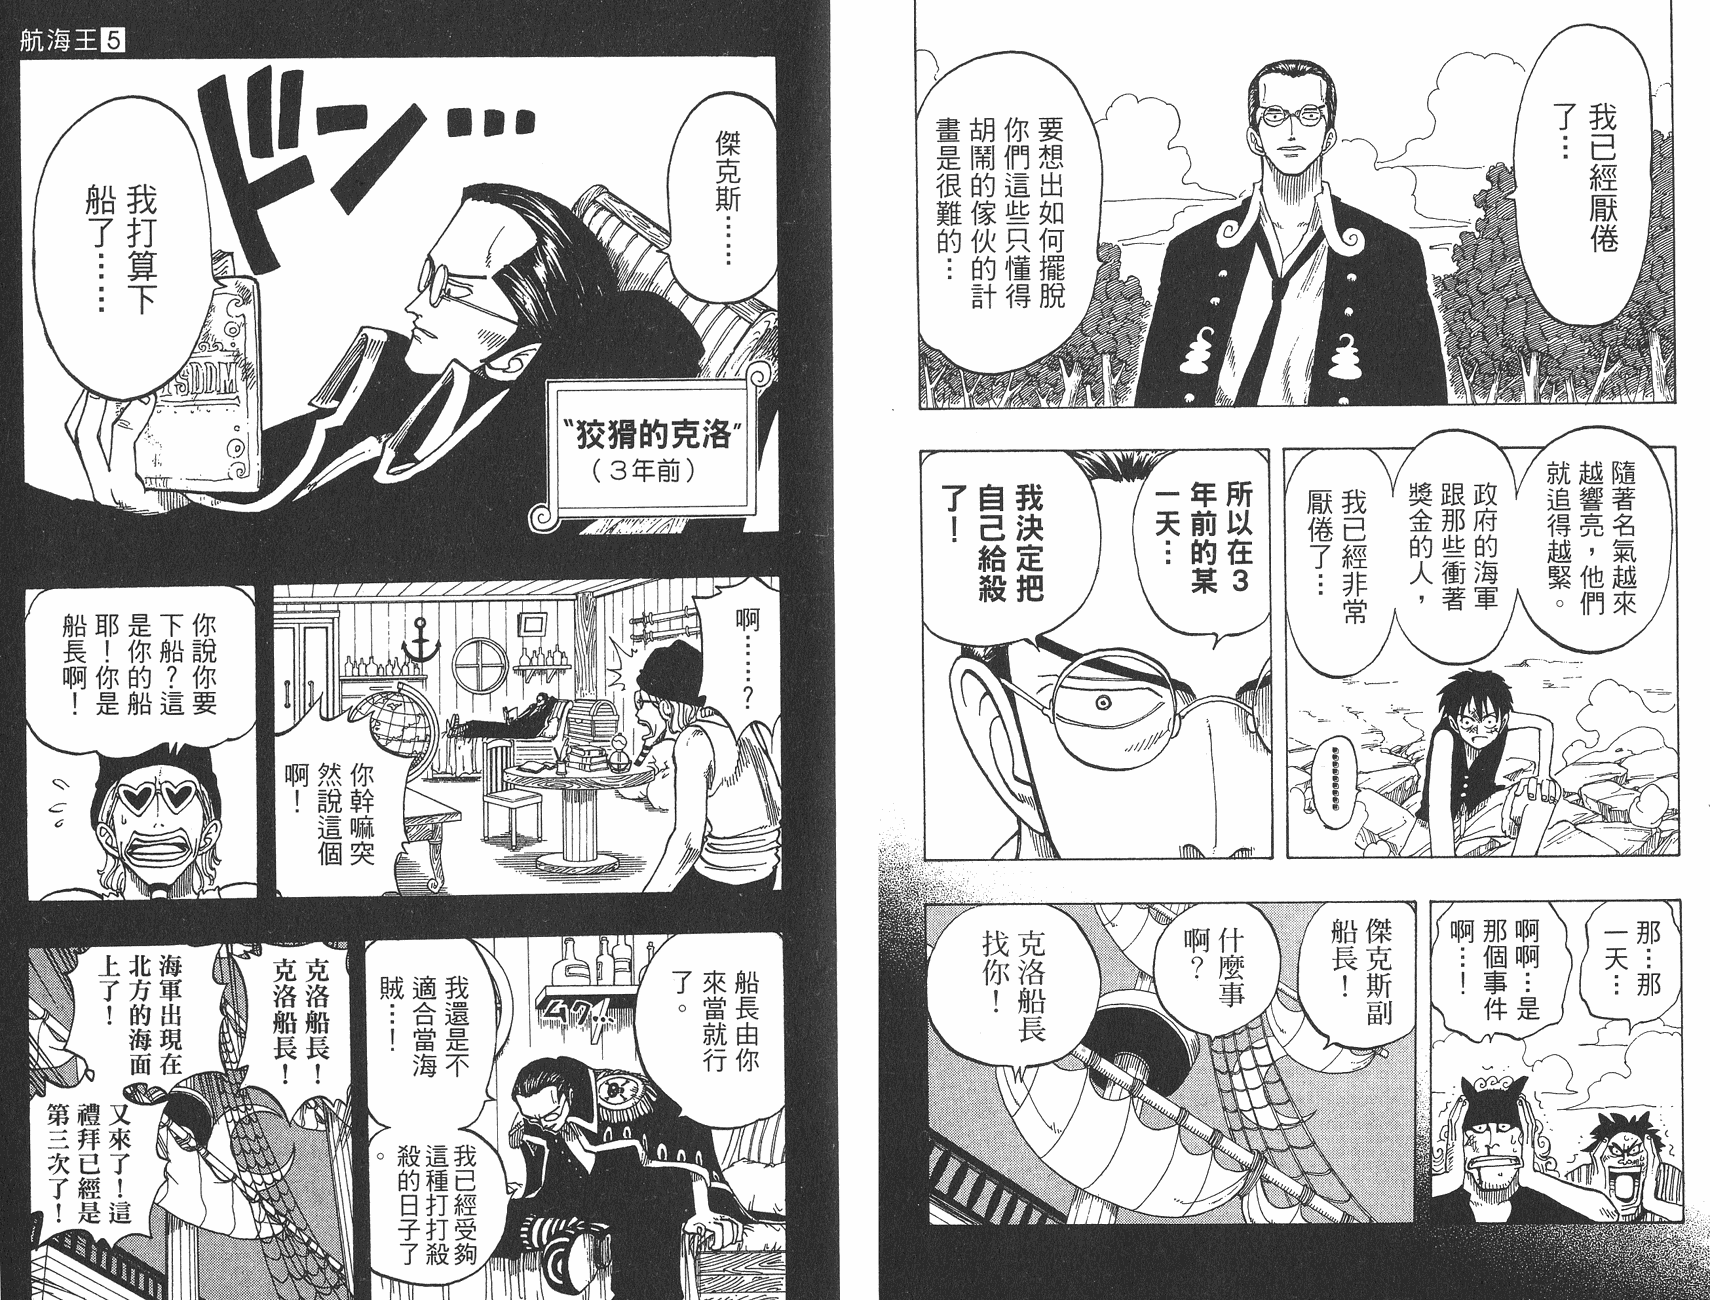 我已經厭倦
了…
要想出如何擺脫
你們這些只懂得
胡鬧的傢伙的計
畫是很難的…
隨著名氣越來
越響亮，他們
就追得越緊。
政府的海軍
跟那些衝著
獎金的人，
我已經非常
厭倦了…
………
所以在3
年前的某
一天…
我決定把
自己給殺
了！
那…那
一天…
啊啊…是
那個事件
啊…！
傑克斯副
船長！
什麼事
啊？
克洛船長
找你！
航海王5
傑克斯……
ドン…
我打算下
船了……
SDDM
〝狡猾的克洛〞
（3年前）
啊………？
你幹嘛突
然說這個
啊！
你說你要
下船？這
是你的船
耶！你是
船長啊！
船長由你
來當就行
了。
ムクッ
我還是不
適合當海
賊…！
我已經受夠
這種打打殺
殺的日子了
。
克洛船長！
克洛船長！
海軍出現在
北方的海面
上了！
又來了！這
禮拜已經是
第三次了！